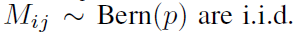 M_{ij} ∼ Bern(p) are i.i.d.